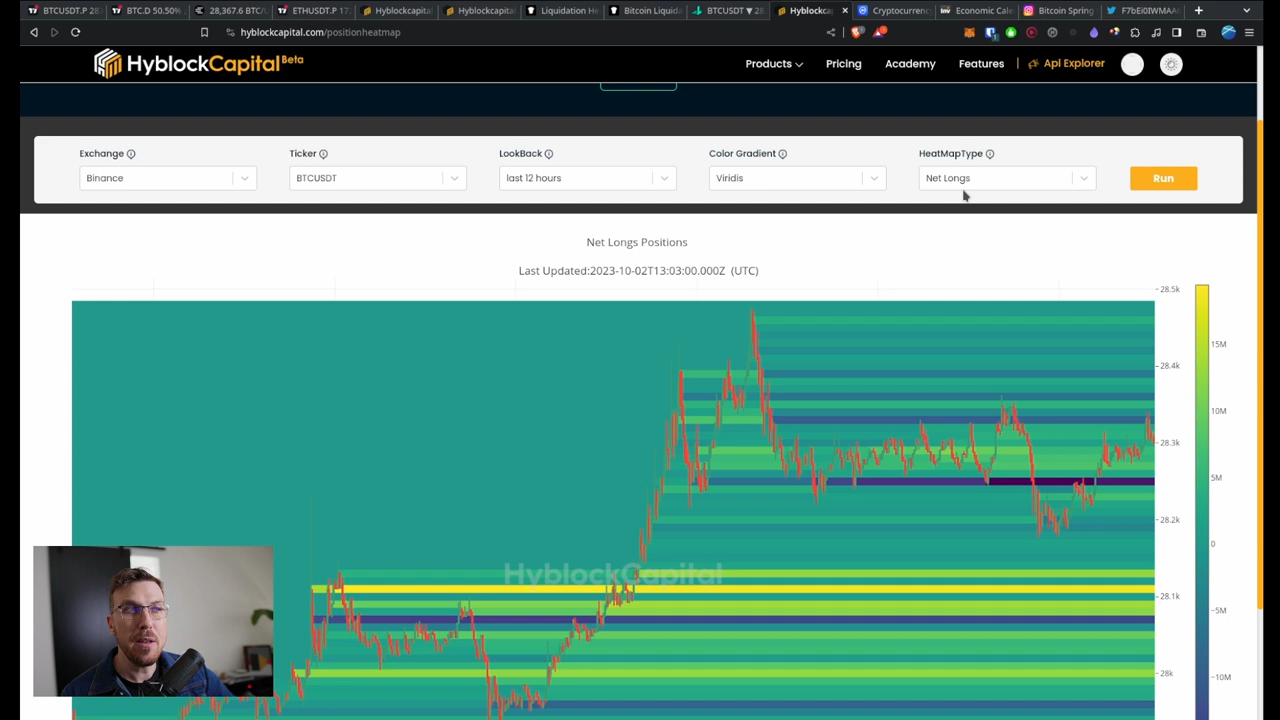 BTCUSDT.P 28
BTC.D 50.50%
28,367.6 BTC/U
ETHUSDT.P 17
Hyblockcapital
Hyblockcapital
Liquidation He
Bitcoin Liquid
BTCUSDT ▼ 28
Hyblockca
Cryptocurrenc
Economic Cale
Bitcoin Spring
F7bEi0IWMAA
hyblockcapital.com/positionheatmap
HyblockCapital Beta
Products
Pricing
Academy
Features
Api Explorer
Exchange
Ticker
LookBack
Color Gradient
HeatMapType
Binance
BTCUSDT
last 12 hours
Viridis
Net Longs
Run
Net Longs Positions
Last Updated:2023-10-02T13:03:00.000Z (UTC)
28.5k
15M
28.4k
10M
28.3k
5M
28.2k
0
HyblockCapital
28.1k
−5M
28k
−10M